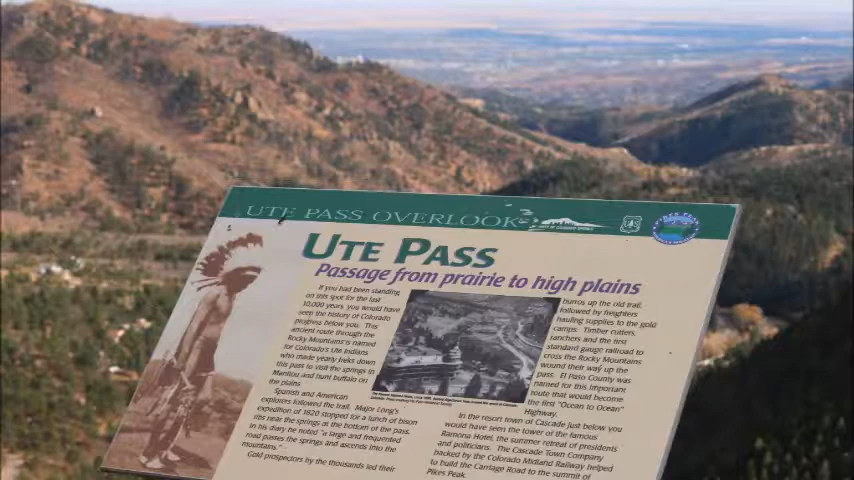 UTE PASS OVERLOOK
UTE PASS
Passage from prairie to high plains
If you had been standing
on this spot for the last
10,000 years, you would have
seen the history of Colorado
progress below you. This
ancient route through the
Rocky Mountains is named
for Colorado's Ute Indians
who made yearly treks down
this pass to visit the springs in
Manitou and hunt buffalo on
the plains.
Spanish and American
explorers followed the trail. Major Long's
expedition of 1820 stopped for a lunch of bison
ribs near the springs at the bottom of the pass.
In his diary he noted "a large and frequented
road passes the springs and ascends into the
mountains."
Gold prospectors by the thousands led their
burros up the old trail,
followed by freighters
hauling supplies to the gold
camps. Timber cutters,
ranchers and the first
standard gauge railroad to
cross the Rocky Mountains
wound their way up the
pass. El Paso County was
named for this important
route that would become
the first "Ocean to Ocean"
Highway.
In the resort town of Cascade just below you
would have seen the tower of the famous
Ramona Hotel, the summer retreat of presidents
and politicians. The Cascade Town Company
backed by the Colorado Midland Railway helped
to build the Carriage Road to the summit of
Pikes Peak.